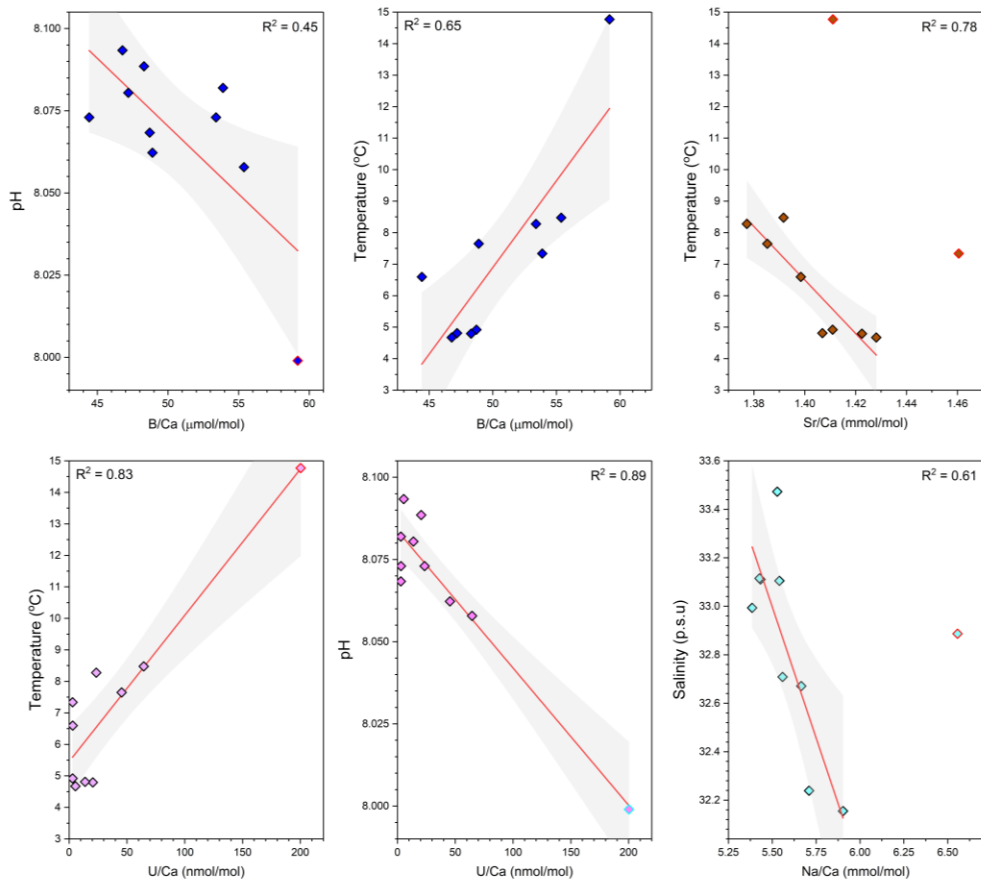 R² = 0.45
8.100
8.075
8.050
8.025
8.000
pH
45 50 55 60
B/Ca (μmol/mol)
R² = 0.65
15
14
13
12
11
10
9
8
7
6
5
4
3
Temperature (°C)
45 50 55 60
B/Ca (μmol/mol)
R² = 0.78
15
14
13
12
11
10
9
8
7
6
5
4
3
Temperature (°C)
1.38 1.40 1.42 1.44 1.46
Sr/Ca (mmol/mol)
R² = 0.83
15
14
13
12
11
10
9
8
7
6
5
4
3
Temperature (°C)
0 50 100 150 200
U/Ca (nmol/mol)
R² = 0.89
8.100
8.075
8.050
8.025
8.000
pH
0 50 100 150 200
U/Ca (nmol/mol)
R² = 0.61
33.6
33.4
33.2
33.0
32.8
32.6
32.4
32.2
Salinity (p.s.u)
5.25 5.50 5.75 6.00 6.25 6.50
Na/Ca (mmol/mol)